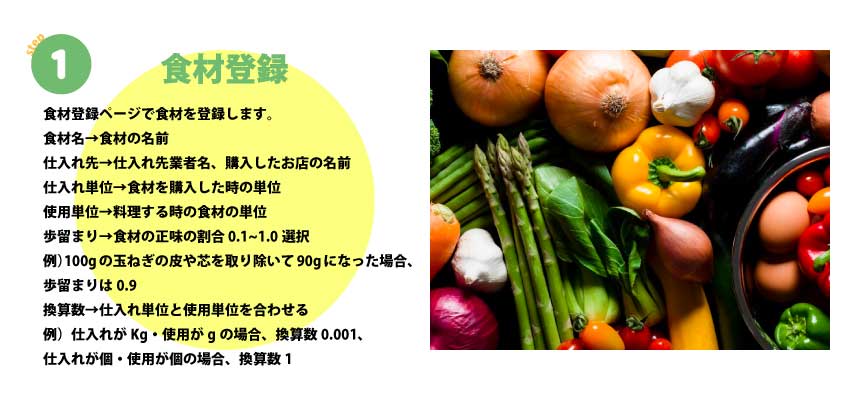 step
1
食材登録
食材登録ページで食材を登録します。
食材名→食材の名前
仕入れ先→仕入れ先業者名、購入したお店の名前
仕入れ単位→食材を購入した時の単位
使用単位→料理する時の食材の単位
歩留まり→食材の正味の割合 0.1~1.0 選択
例）100gの玉ねぎの皮や芯を取り除いて 90gになった場合、
歩留まりは 0.9
換算数→仕入れ単位と使用単位を合わせる
例）仕入れが Kg・使用が g の場合、換算数 0.001、
仕入れが個・使用が個の場合、換算数 1